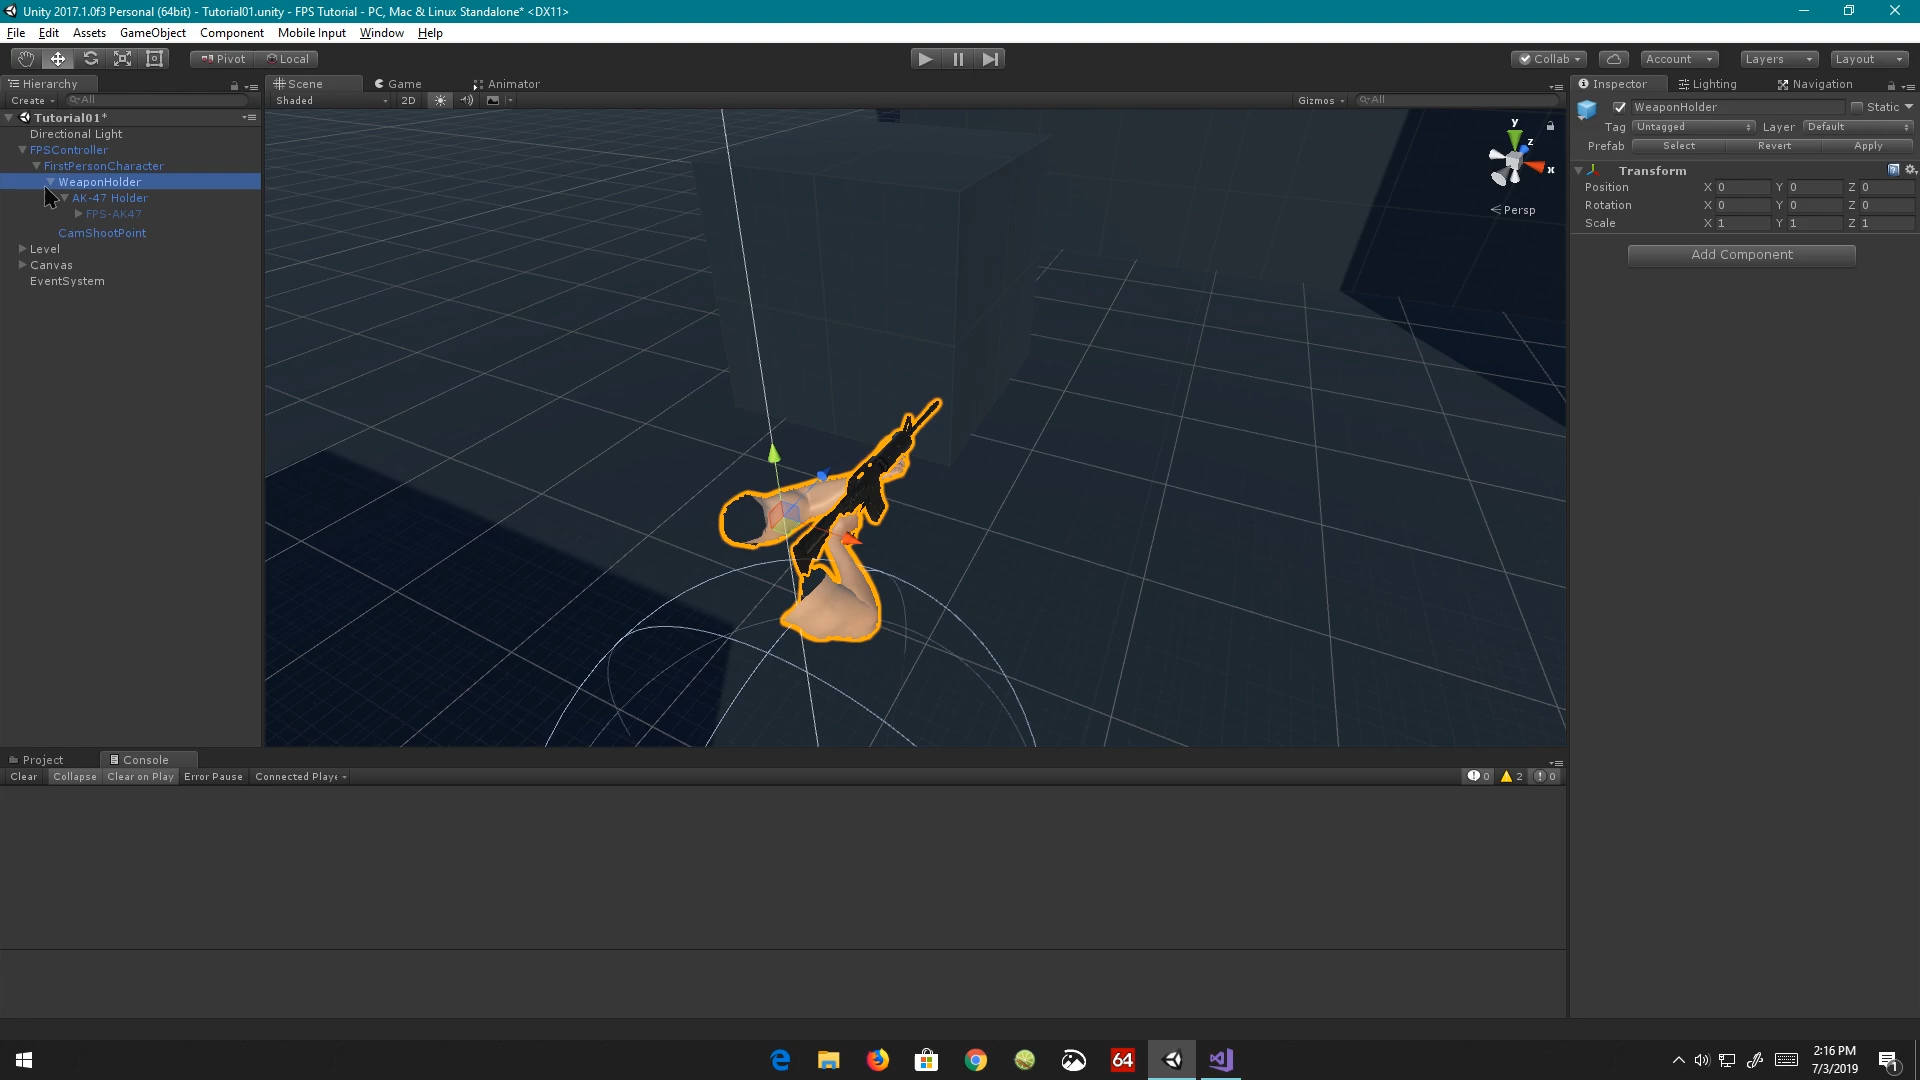 Unity 2017.1.0f3 Personal (64bit) - Tutorial01.unity - FPS Tutorial - PC, Mac & Linux Standalone* <DX11>
File Edit Assets GameObject Component Mobile Input Window Help
Pivot Local Collab Account Layers Layout
Hierarchy Scene Game Animator Inspector Lighting Navigation
Create All Shaded 2D Gizmos All
WeaponHolder Static
Tag Untagged Layer Default
Prefab Select Revert Apply
Transform
Position X 0 Y 0 Z 0
Rotation X 0 Y 0 Z 0
Scale X 1 Y 1 Z 1
Add Component
Tutorial01*
Directional Light
FPSController
FirstPersonCharacter
WeaponHolder
AK-47 Holder
FPS-AK47
CamShootPoint
Level
Canvas
EventSystem
y
z
x
Persp
Project Console
Clear Collapse Clear on Play Error Pause Connected Playe 0 2 0
64
2:16 PM
7/3/2019
1